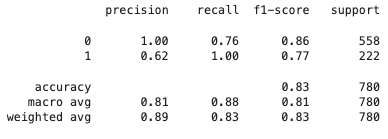 precision recall f1-score support
0 1.00 0.76 0.86 558
1 0.62 1.00 0.77 222
accuracy 0.83 780
macro avg 0.81 0.88 0.81 780
weighted avg 0.89 0.83 0.83 780